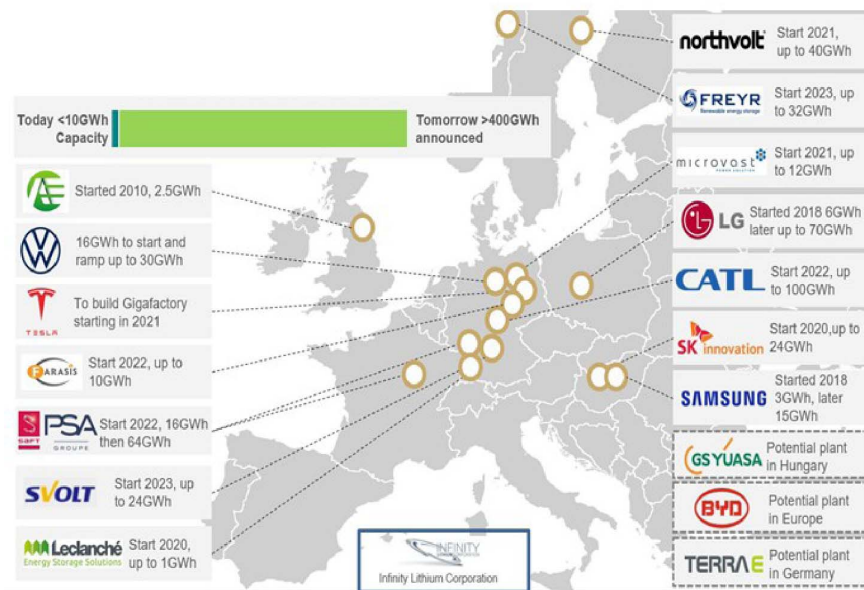 Today <10GWh
Capacity
Tomorrow >400GWh
announced
Started 2010, 2.5GWh
16GWh to start and
ramp up to 30GWh
TESLA
To build Gigafactory
starting in 2021
FARASIS
Start 2022, up to
10GWh
SAFT
PSA
GROUPE
Start 2022, 16GWh
then 64GWh
SVOLT
Start 2023, up
to 24GWh
Leclanché
Energy Storage Solutions
Start 2020,
up to 1GWh
northvolt
Start 2021,
up to 40GWh
FREYR
Renewable energy storage
Start 2023, up
to 32GWh
microvast
POWER SOLUTION
Start 2021, up
to 12GWh
LG
Started 2018 6GWh
later up to 70GWh
CATL
Start 2022, up
to 100GWh
SK innovation
Start 2020,up to
24GWh
SAMSUNG
Started 2018
3GWh, later
15GWh
GS YUASA
Potential plant
in Hungary
BYD
Potential plant
in Europe
TERRA E
Potential plant
in Germany
INFINITY
Infinity Lithium Corporation